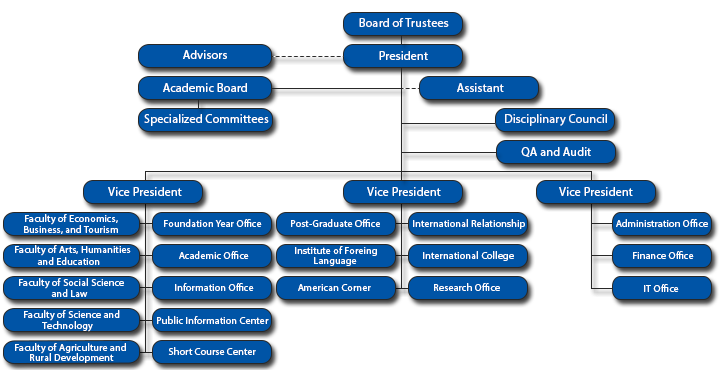 Board of Trustees
Advisors
President
Academic Board
Assistant
Specialized Committees
Disciplinary Council
QA and Audit
Vice President
Vice President
Vice President
Faculty of Economics,
Business, and Tourism
Foundation Year Office
Post-Graduate Office
International Relationship
Administration Office
Faculty of Arts, Humanities
and Education
Academic Office
Institute of Foreing
Language
International College
Finance Office
Faculty of Social Science
and Law
Information Office
American Corner
Research Office
IT Office
Faculty of Science and
Technology
Public Information Center
Faculty of Agriculture and
Rural Development
Short Course Center